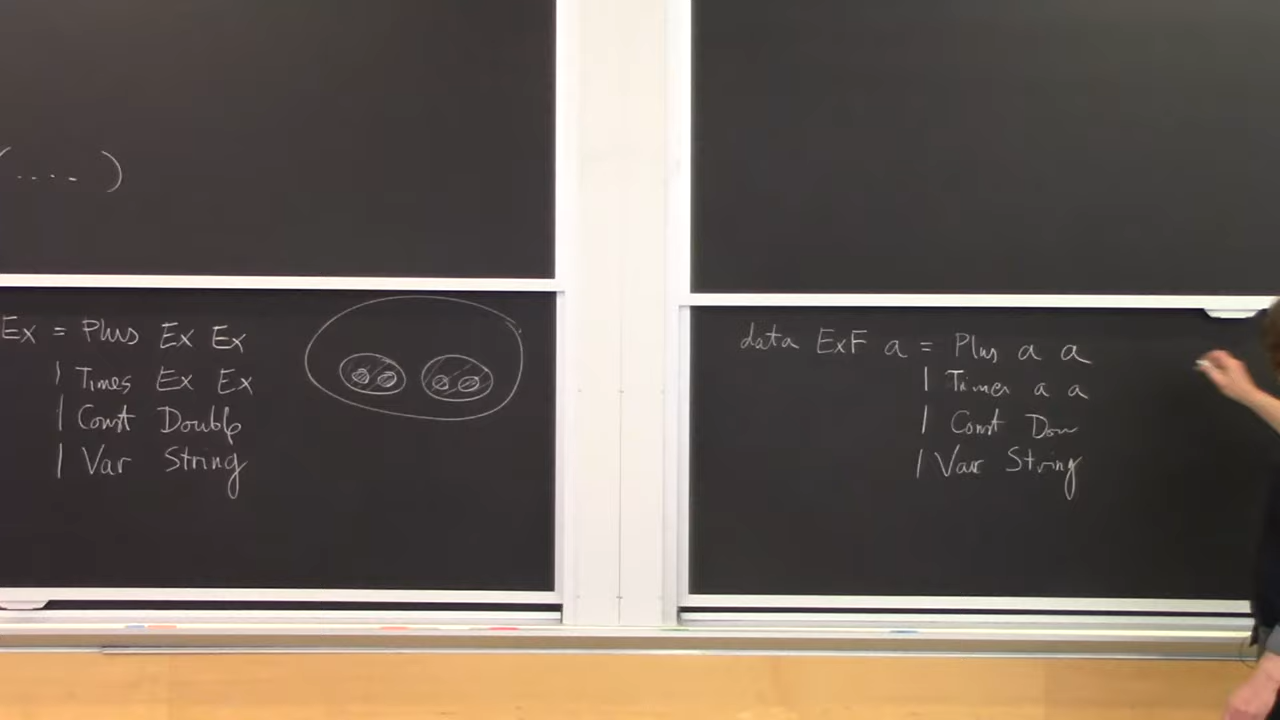 ( .... )
Ex = Plus Ex Ex
| Times Ex Ex
| Const Double
| Var String
data ExF a = Plus a a
| Times a a
| Const Dou
| Var String